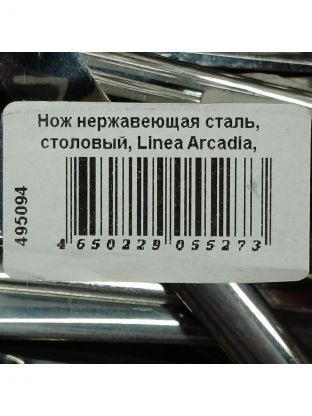 Нож нержавеющая сталь,
столовый, Linea Arcadia,
495094
4 650229 055273